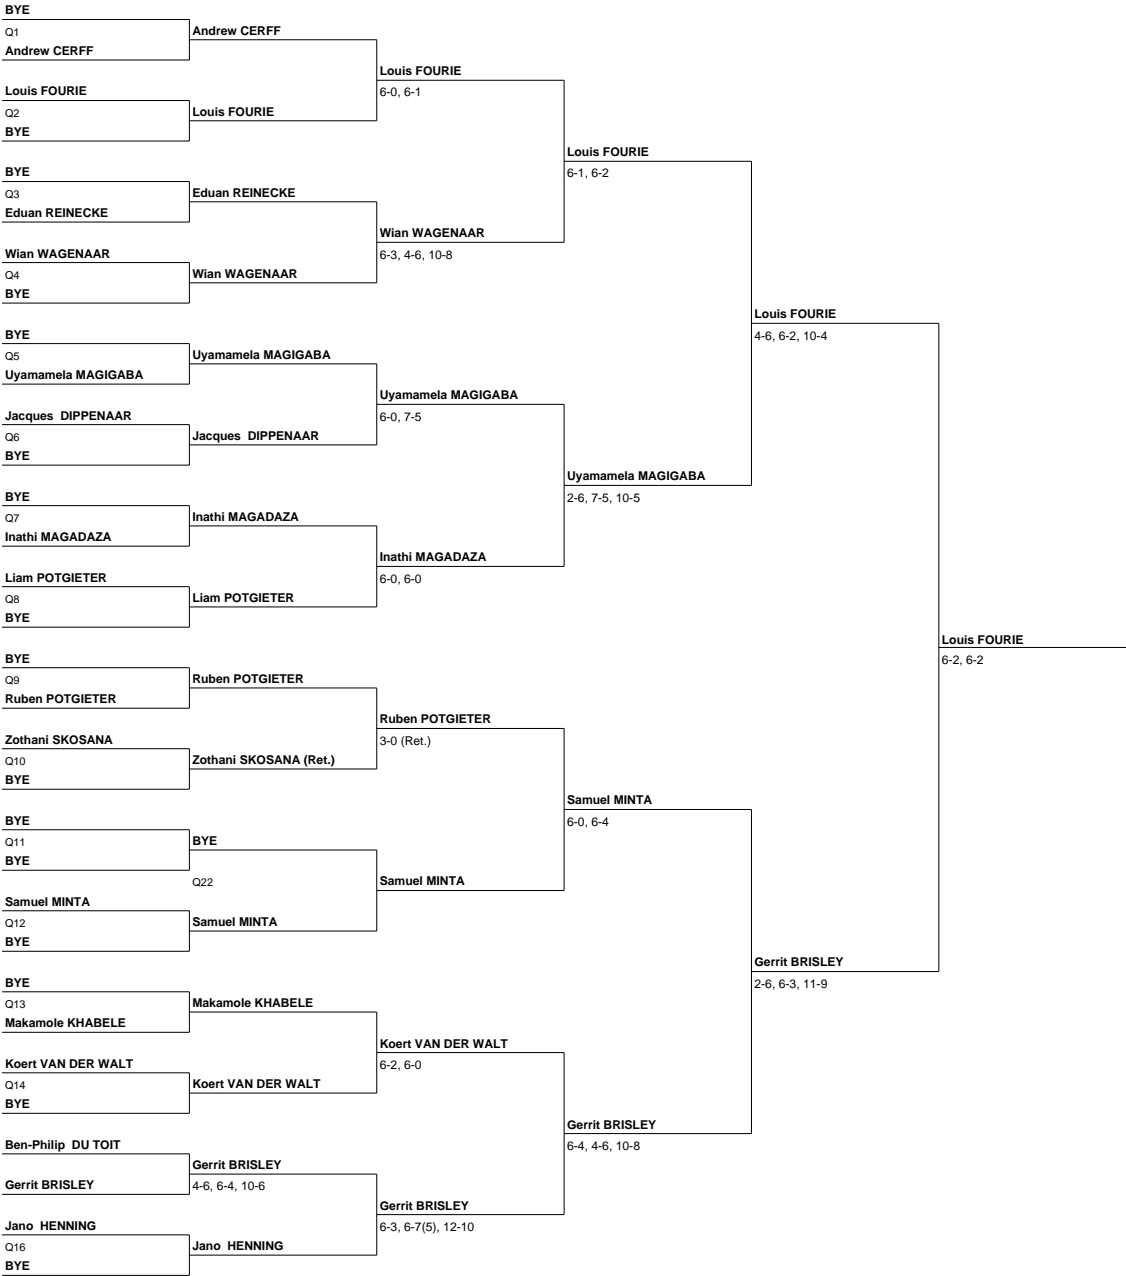 BYE
Q1
Andrew CERFF
Louis FOURIE
Q2
BYE
BYE
Q3
Eduan REINECKE
Wian WAGENAAR
Q4
BYE
BYE
Q5
Uyamamela MAGIGABA
Jacques DIPPENAAR
Q6
BYE
BYE
Q7
Inathi MAGADAZA
Liam POTGIETER
Q8
BYE
BYE
Q9
Ruben POTGIETER
Zothani SKOSANA
Q10
BYE
BYE
Q11
BYE
Samuel MINTA
Q12
BYE
BYE
Q13
Makamole KHABELE
Koert VAN DER WALT
Q14
BYE
Ben-Philip DU TOIT
Gerrit BRISLEY
Jano HENNING
Q16
BYE
Andrew CERFF
Louis FOURIE
Eduan REINECKE
Wian WAGENAAR
Uyamamela MAGIGABA
Jacques DIPPENAAR
Inathi MAGADAZA
Liam POTGIETER
Ruben POTGIETER
Zothani SKOSANA (Ret.)
BYE
Q22
Samuel MINTA
Makamole KHABELE
Koert VAN DER WALT
Gerrit BRISLEY
4-6, 6-4, 10-6
Jano HENNING
Louis FOURIE
6-0, 6-1
Wian WAGENAAR
6-3, 4-6, 10-8
Uyamamela MAGIGABA
6-0, 7-5
Inathi MAGADAZA
6-0, 6-0
Ruben POTGIETER
3-0 (Ret.)
Samuel MINTA
Koert VAN DER WALT
6-2, 6-0
Gerrit BRISLEY
6-3, 6-7(5), 12-10
Louis FOURIE
6-1, 6-2
Uyamamela MAGIGABA
2-6, 7-5, 10-5
Samuel MINTA
6-0, 6-4
Gerrit BRISLEY
6-4, 4-6, 10-8
Louis FOURIE
4-6, 6-2, 10-4
Gerrit BRISLEY
2-6, 6-3, 11-9
Louis FOURIE
6-2, 6-2